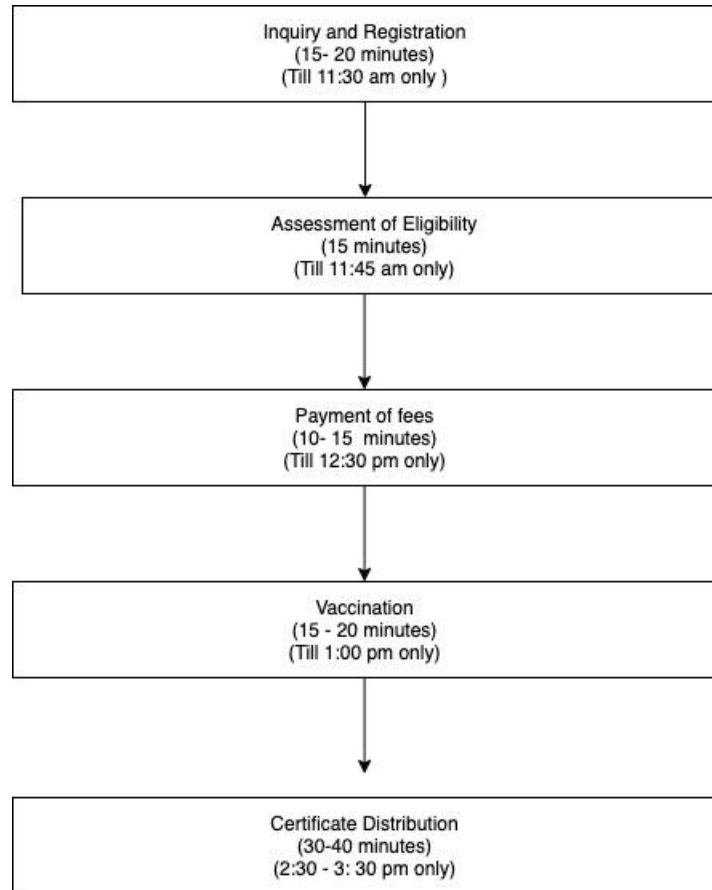 Inquiry and Registration
(15- 20 minutes)
(Till 11:30 am only )
Assessment of Eligibility
(15 minutes)
(Till 11:45 am only)
Payment of fees
(10- 15  minutes)
(Till 12:30 pm only)
Vaccination
(15 - 20 minutes)
(Till 1:00 pm only)
Certificate Distribution
(30-40 minutes)
(2:30 - 3: 30 pm only)